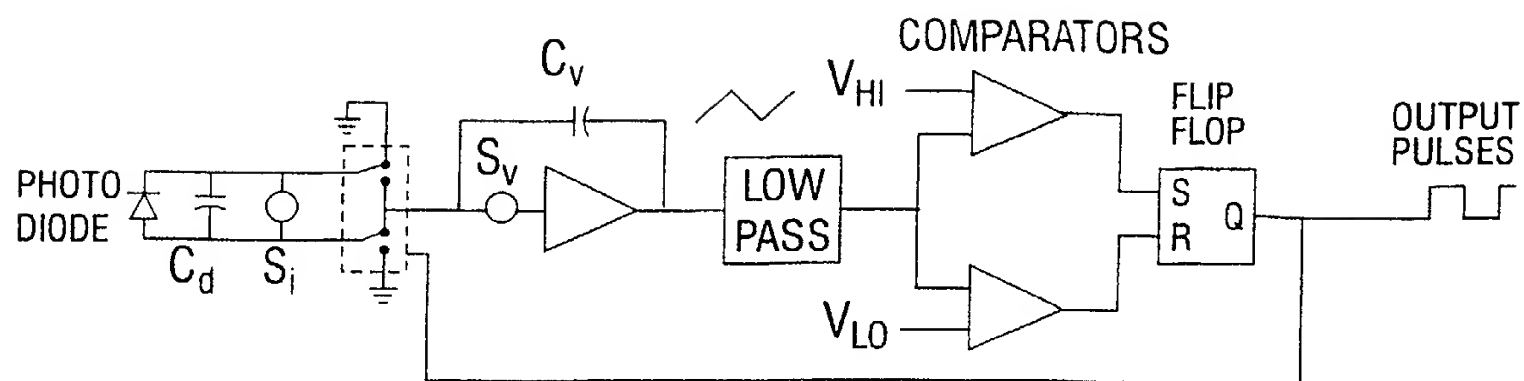 COMPARATORS
C_v
V_HI
FLIP
FLOP
OUTPUT
PULSES
S_v
PHOTO
DIODE
LOW
PASS
S
R
Q
C_d
S_i
V_LO